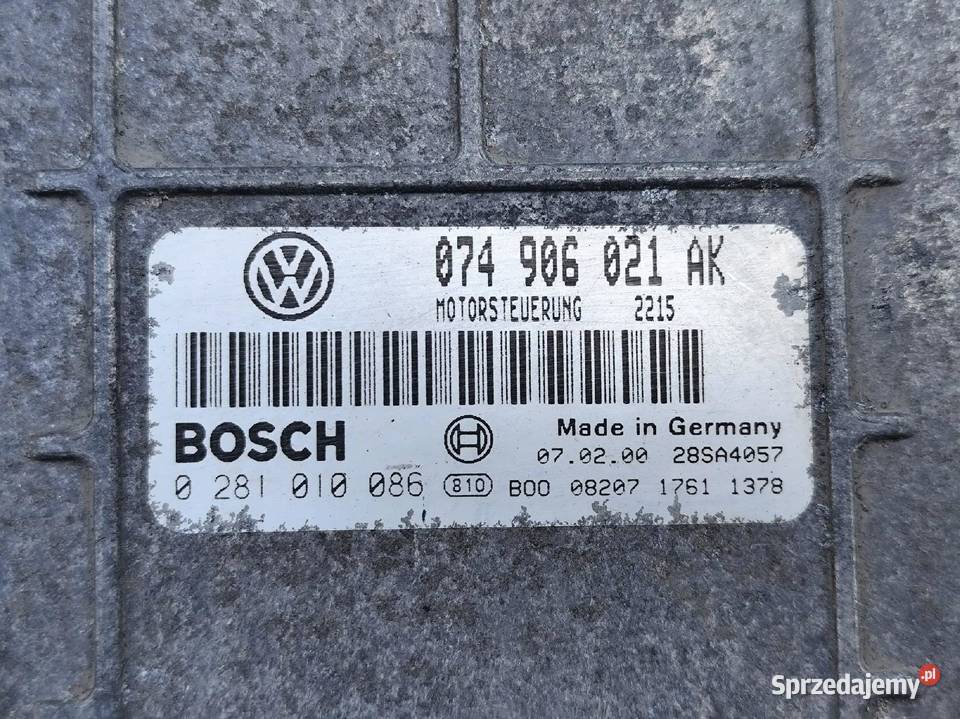 074 906 021 AK
MOTORSTEUERUNG 2215
BOSCH
Made in Germany
07.02.00 28SA4057
0 281 010 086 810 B00 08207 1761 1378
Sprzedajemy.pl